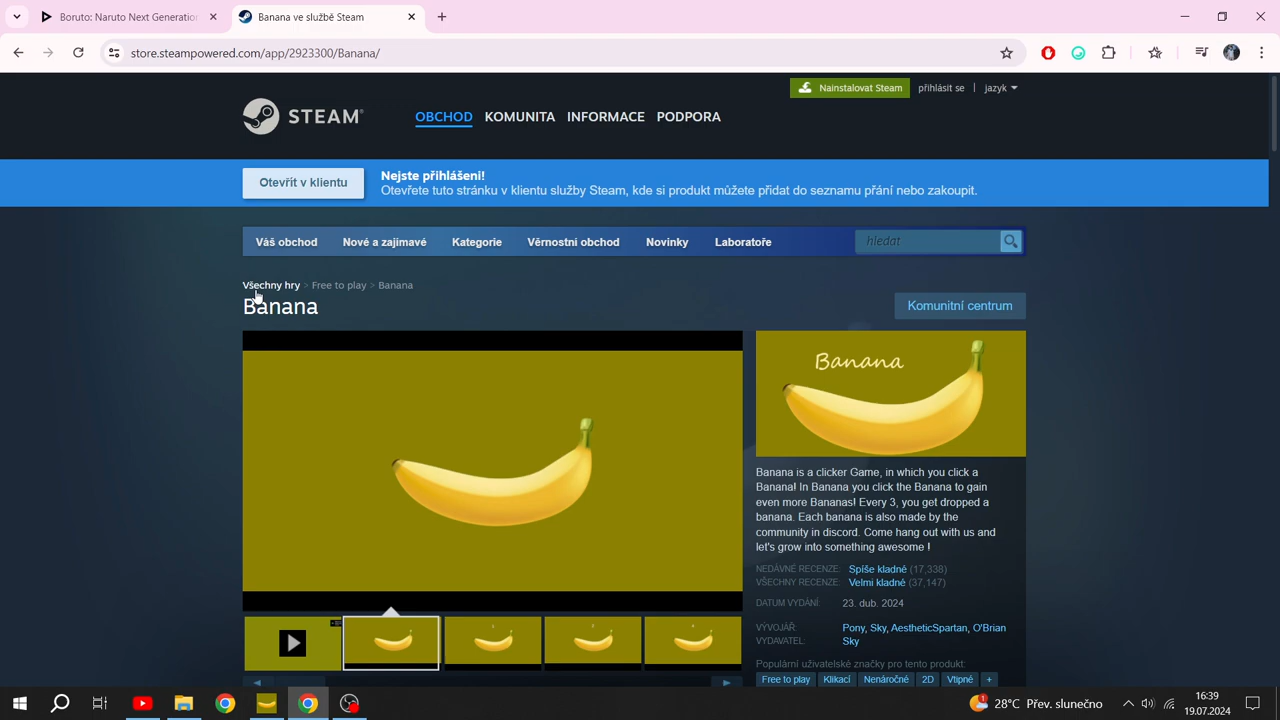 Boruto: Naruto Next Generation
Banana ve službě Steam
store.steampowered.com/app/2923300/Banana/
Nainstalovat Steam
přihlásit se | jazyk
STEAM
OBCHOD KOMUNITA INFORMACE PODPORA
Otevřít v klientu
Nejste přihlášeni!
Otevřete tuto stránku v klientu služby Steam, kde si produkt můžete přidat do seznamu přání nebo zakoupit.
Váš obchod Nové a zajímavé Kategorie Věrnostní obchod Novinky Laboratoře hledat
Všechny hry > Free to play > Banana
Banana
Komunitní centrum
Banana
Banana is a clicker Game, in which you click a
Banana! In Banana you click the Banana to gain
even more Bananas! Every 3, you get dropped a
banana. Each banana is also made by the
community in discord. Come hang out with us and
let's grow into something awesome !
NEDÁVNÉ RECENZE: Spíše kladné (17,338)
VŠECHNY RECENZE: Velmi kladné (37,147)
DATUM VYDÁNÍ: 23. dub. 2024
VÝVOJÁŘ: Pony, Sky, AestheticSpartan, O'Brian
VYDAVATEL: Sky
Populární uživatelské značky pro tento produkt:
Free to play Klikací Nenáročné 2D Vtipné +
28°C Přev. slunečno
16:39
19.07.2024